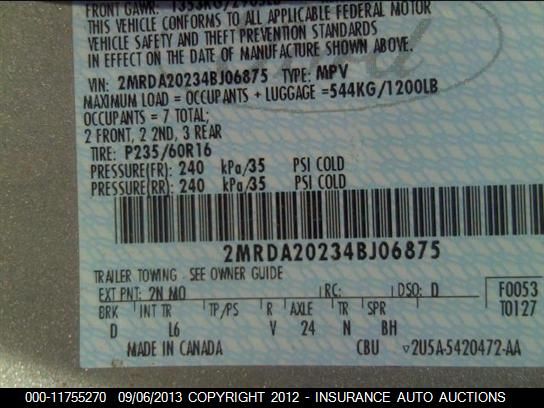 FRONT GAWR: 1353KG/2983LB
THIS VEHICLE CONFORMS TO ALL APPLICABLE FEDERAL MOTOR
VEHICLE SAFETY AND THEFT PREVENTION STANDARDS
IN EFFECT ON THE DATE OF MANUFACTURE SHOWN ABOVE.
VIN: 2MRDA20234BJ06875 TYPE: MPV
MAXIMUM LOAD = OCCUPANTS + LUGGAGE =544KG/1200LB
OCCUPANTS = 7 TOTAL;
2 FRONT, 2 2ND, 3 REAR
TIRE: P235/60R16
PRESSURE(FR): 240 kPa/35 PSI COLD
PRESSURE(RR): 240 kPa/35 PSI COLD
2MRDA20234BJ06875
TRAILER TOWING - SEE OWNER GUIDE
EXT PNT: 2N MO RC: DSO: D F0053
BRK INT TR TP/PS R AXLE TR SPR T0127
D L6 V 24 N BH
MADE IN CANADA CBU ▽2U5A-5420472-AA
000-11755270 09/06/2013 COPYRIGHT 2012 - INSURANCE AUTO AUCTIONS